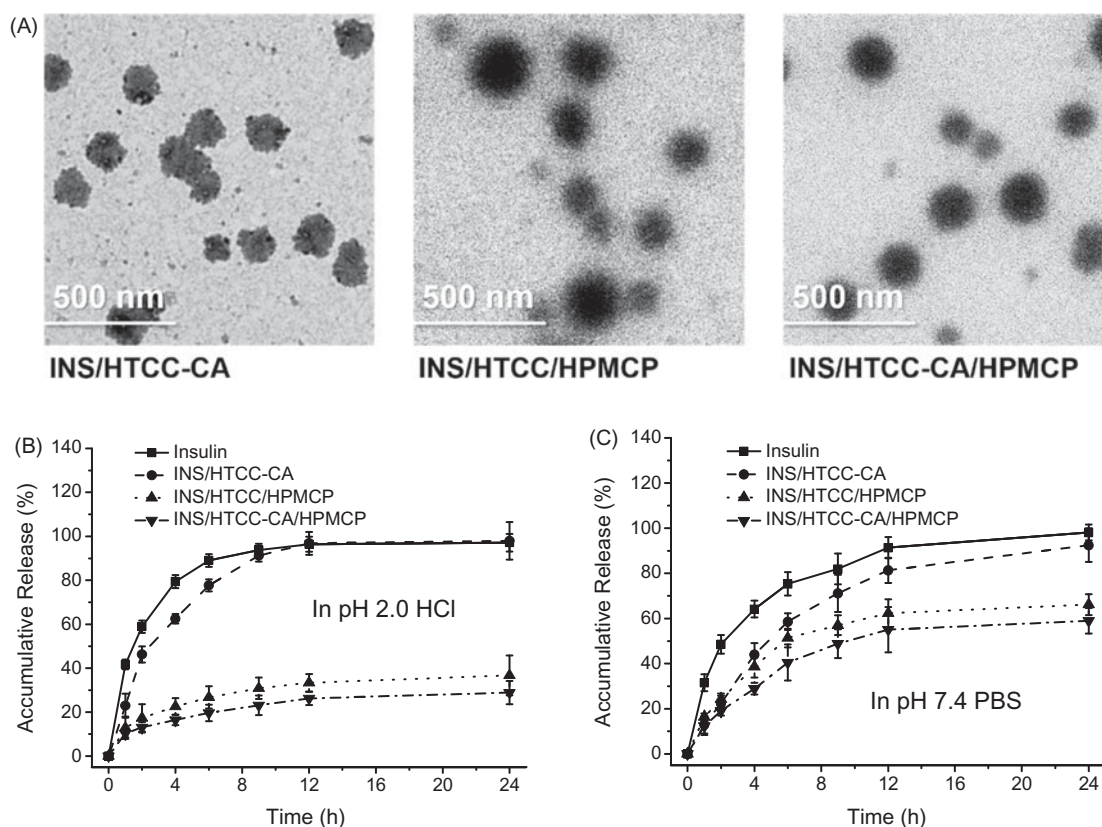 (A)
500 nm
500 nm
500 nm
INS/HTCC-CA
INS/HTCC/HPMCP
INS/HTCC-CA/HPMCP
(B)
Accumulative Release (%)
140
120
100
80
60
40
20
0
Insulin
INS/HTCC-CA
INS/HTCC/HPMCP
INS/HTCC-CA/HPMCP
In pH 2.0 HCl
0
4
8
12
16
20
24
Time (h)
(C)
Accumulative Release (%)
140
120
100
80
60
40
20
0
Insulin
INS/HTCC-CA
INS/HTCC/HPMCP
INS/HTCC-CA/HPMCP
In pH 7.4 PBS
0
4
8
12
16
20
24
Time (h)